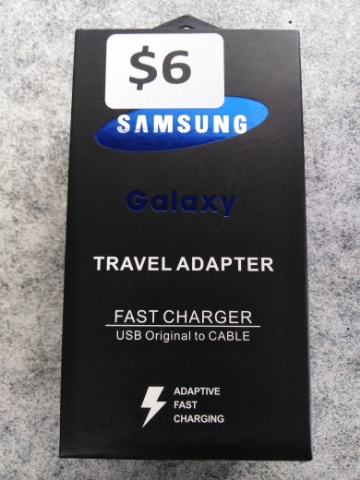 $6
SAMSUNG
Galaxy
TRAVEL ADAPTER
FAST CHARGER
USB Original to CABLE
ADAPTIVE
FAST
CHARGING